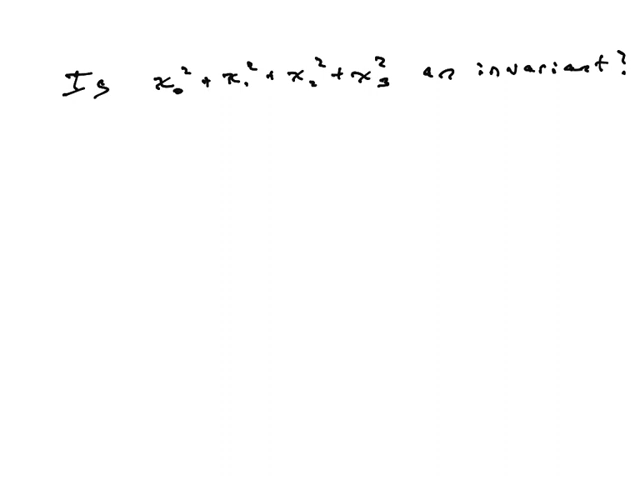 Is x₀² + x₁² + x₂² + x₃² an invariant?